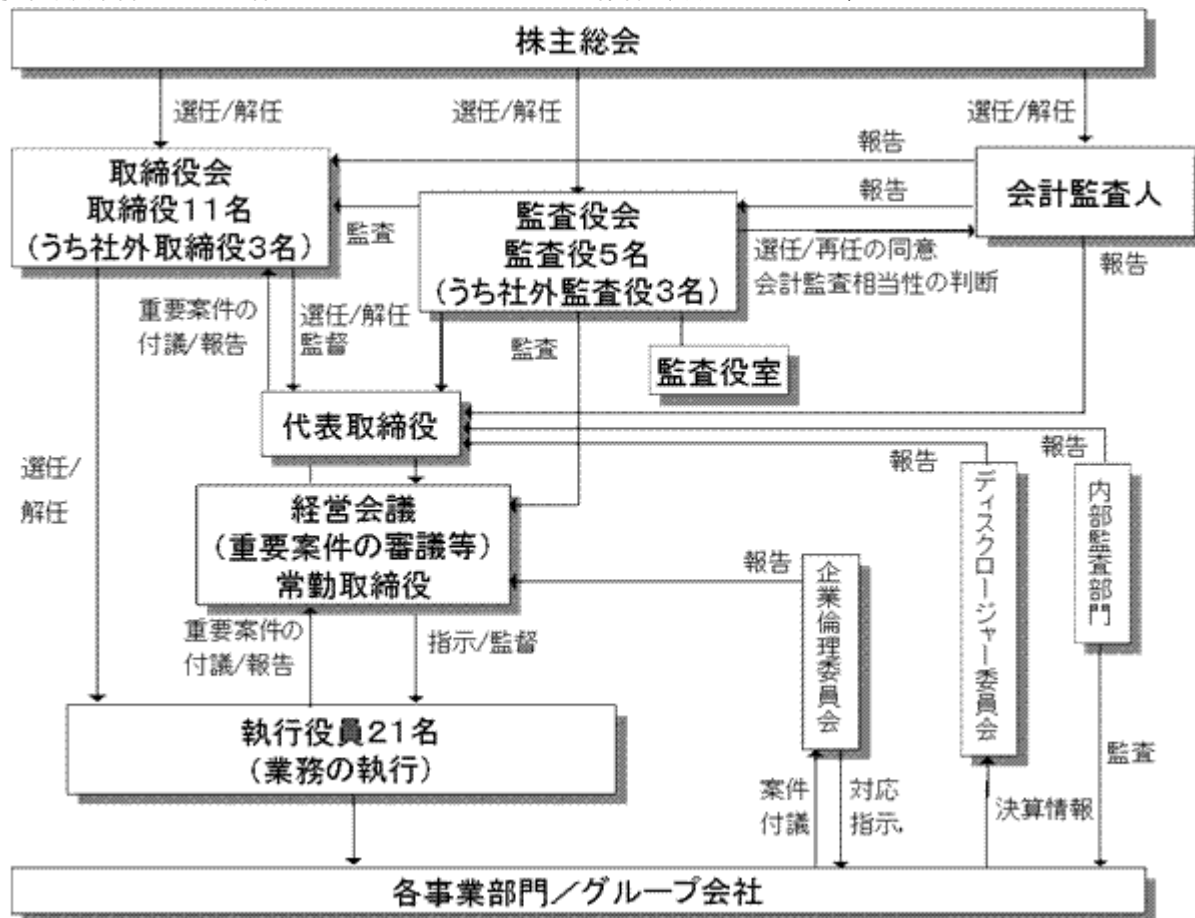 株主総会
選任/解任
選任/解任
選任/解任
報告
取締役会
取締役11名
(うち社外取締役3名)
監査
監査役会
監査役5名
(うち社外監査役3名)
報告
会計監査人
選任/再任の同意
会計監査相当性の判断
報告
重要案件の
付議/報告
選任/解任
監督
監査
監査役室
代表取締役
報告
報告
選任/
解任
経営会議
(重要案件の審議等)
常勤取締役
報告
企業倫理委員会
ディスクロージャー委員会
内部監査部門
重要案件の
付議/報告
指示/監督
執行役員21名
(業務の執行)
案件
付議
対応
指示.
決算情報
監査
各事業部門/グループ会社